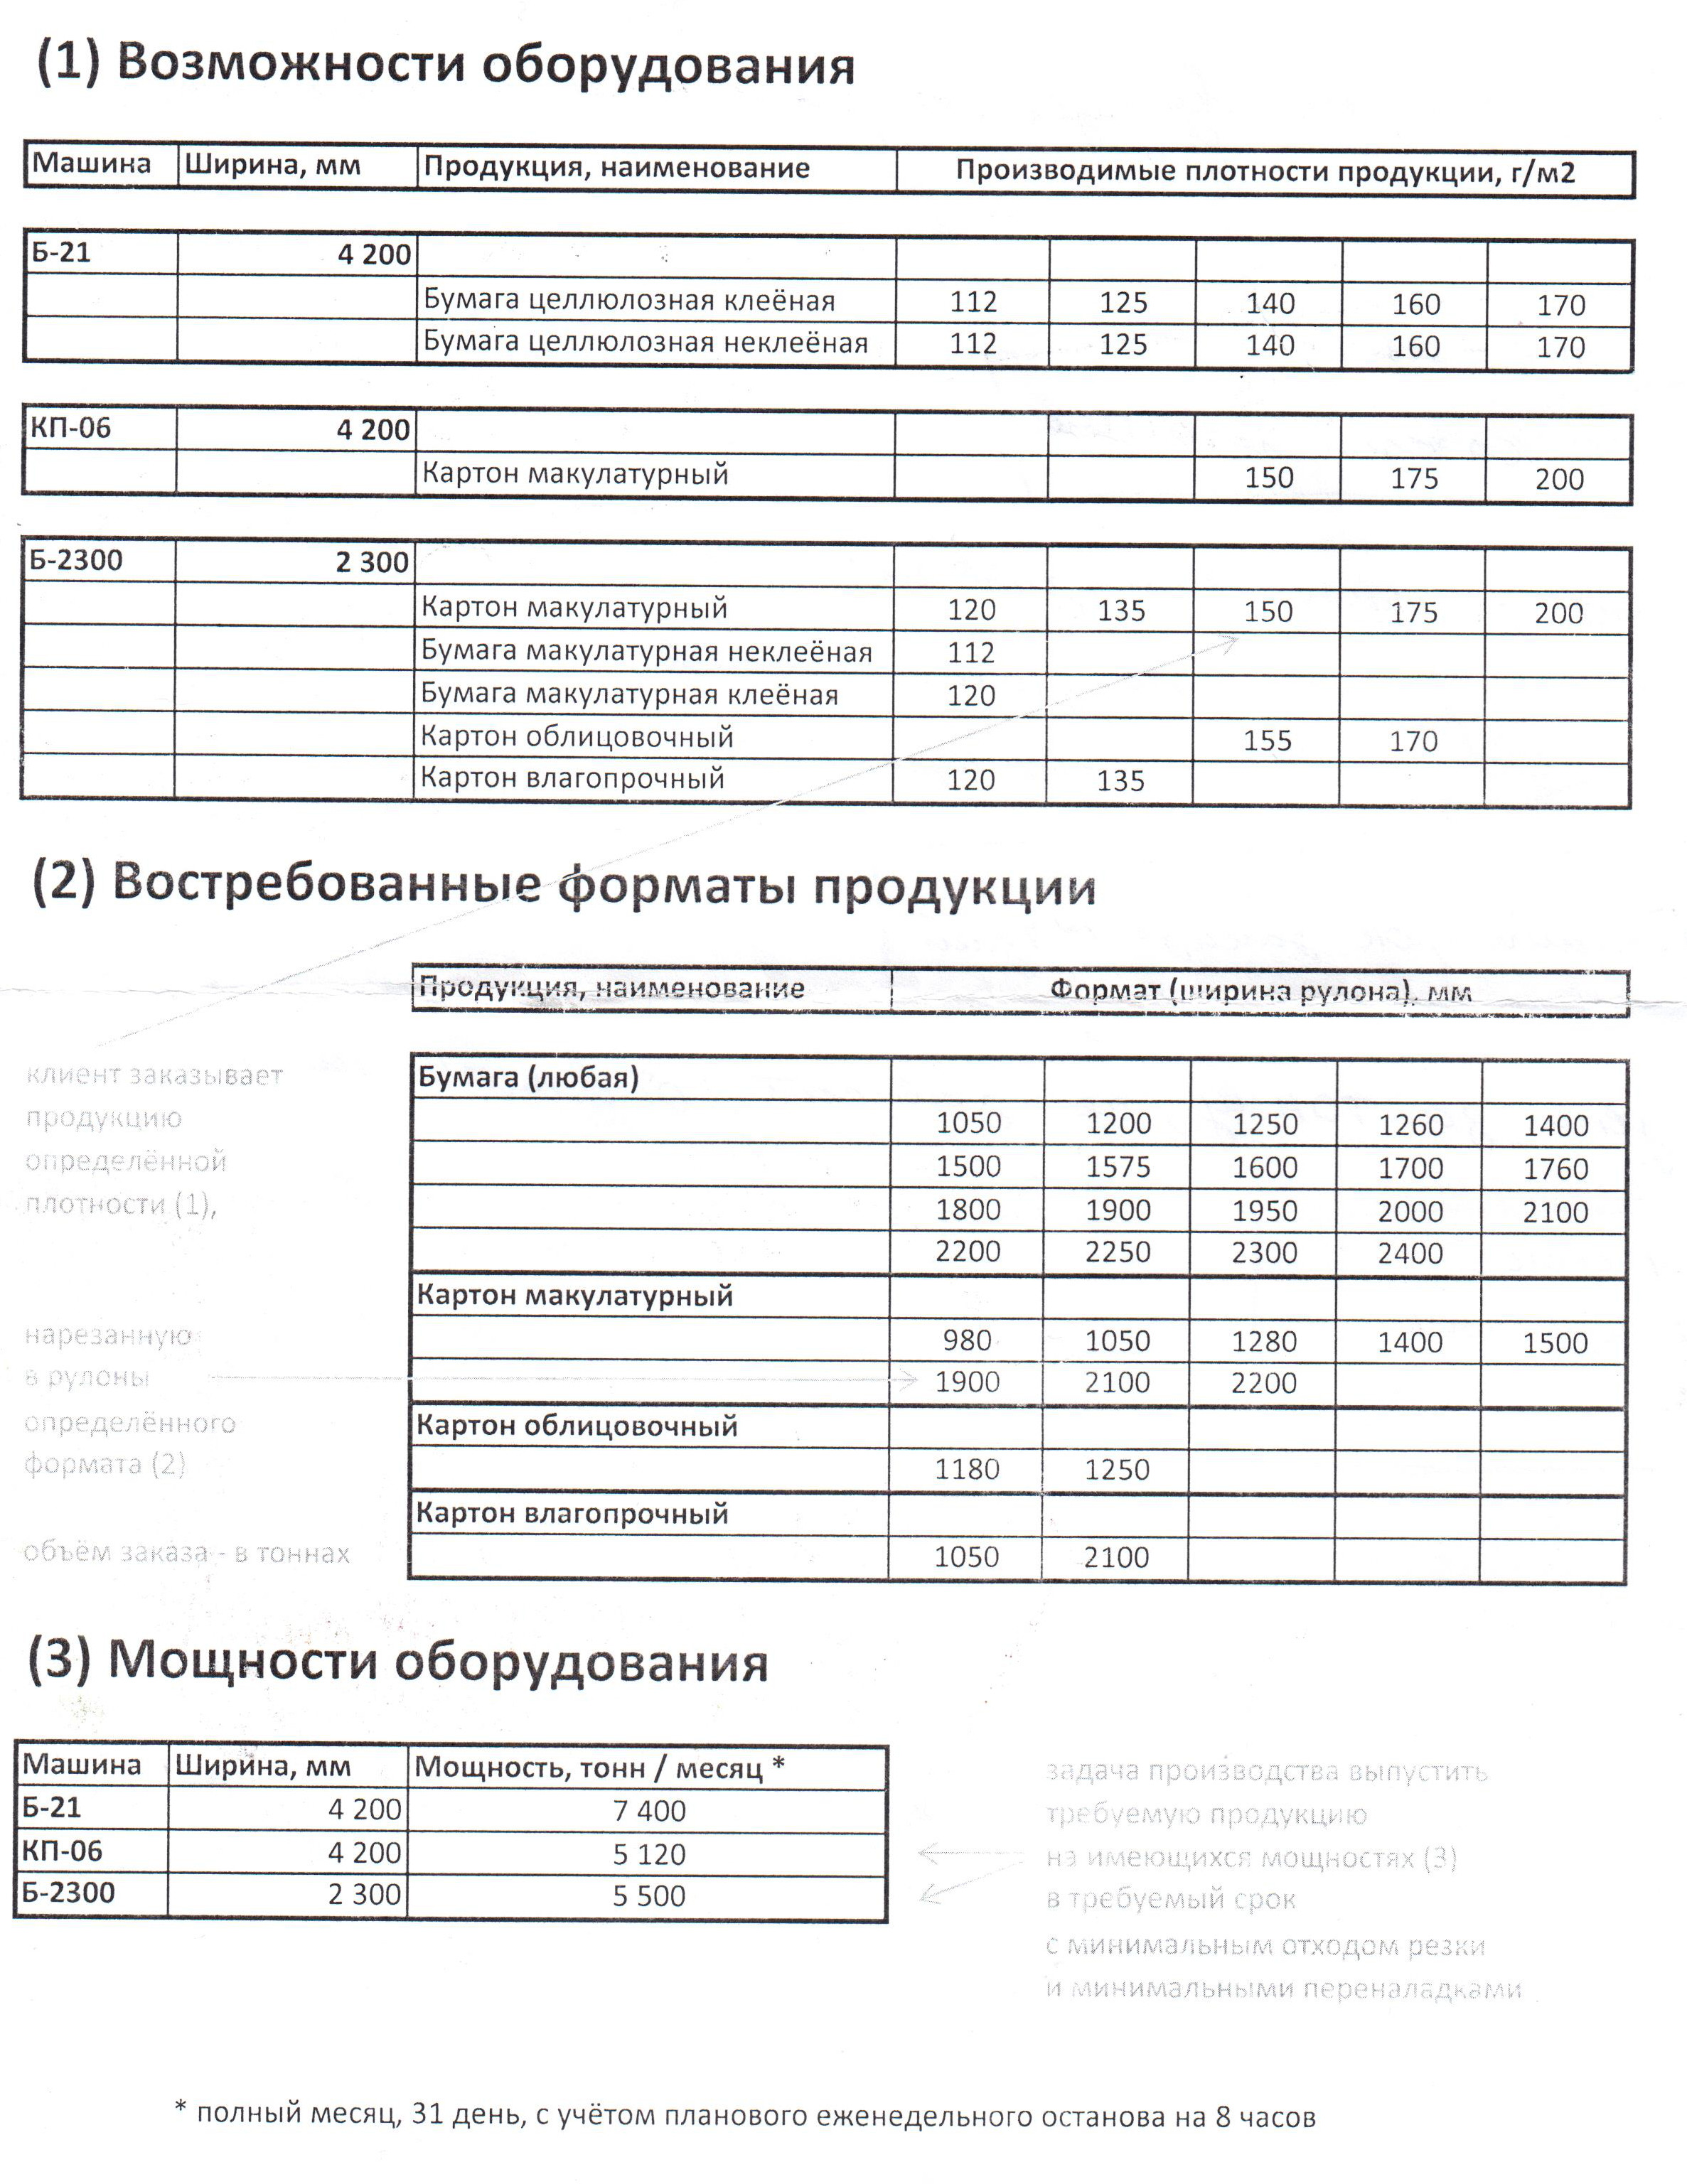 (1) Возможности оборудования
Машина Ширина, мм Продукция, наименование Производимые плотности продукции, г/м2
Б-21 4 200
Бумага целлюлозная клеёная 112 125 140 160 170
Бумага целлюлозная неклеёная 112 125 140 160 170
КП-06 4 200
Картон макулатурный 150 175 200
Б-2300 2 300
Картон макулатурный 120 135 150 175 200
Бумага макулатурная неклеёная 112
Бумага макулатурная клеёная 120
Картон облицовочный 155 170
Картон влагопрочный 120 135
(2) Востребованные форматы продукции
Продукция, наименование Формат (ширина рулона), мм
клиент заказывает Бумага (любая)
продукцию 1050 1200 1250 1260 1400
определённой 1500 1575 1600 1700 1760
плотности (1), 1800 1900 1950 2000 2100
2200 2250 2300 2400
Картон макулатурный
нарезанную 980 1050 1280 1400 1500
в рулоны 1900 2100 2200
определённого Картон облицовочный
формата (2) 1180 1250
Картон влагопрочный
объём заказа - в тоннах 1050 2100
(3) Мощности оборудования
Машина Ширина, мм Мощность, тонн / месяц * задача производства выпустить
Б-21 4 200 7 400 требуемую продукцию
КП-06 4 200 5 120 на имеющихся мощностях (3)
Б-2300 2 300 5 500 в требуемый срок
с минимальным отходом резки
и минимальными переналадками
* полный месяц, 31 день, с учётом планового еженедельного останова на 8 часов